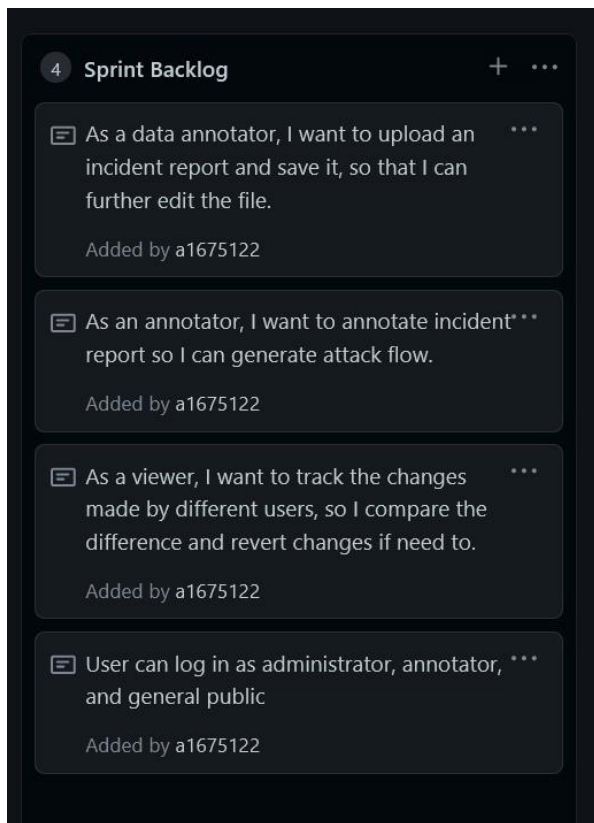 4 Sprint Backlog
As a data annotator, I want to upload an
incident report and save it, so that I can
further edit the file.
Added by a1675122
As an annotator, I want to annotate incident
report so I can generate attack flow.
Added by a1675122
As a viewer, I want to track the changes
made by different users, so I compare the
difference and revert changes if need to.
Added by a1675122
User can log in as administrator, annotator,
and general public
Added by a1675122